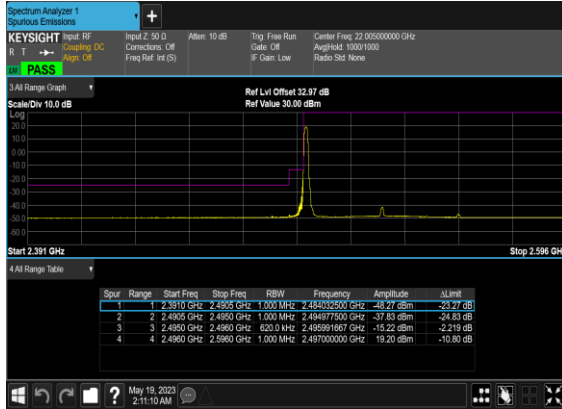 Spectrum Analyzer 1
Spurious Emissions
+
KEYSIGHT Input: RF Input Z: 50 Ω Atten: 10 dB Trig: Free Run Center Freq: 22.005000000 GHz
R T Coupling: DC Corrections: Off Gate: Off Avg|Hold: 1000/1000
Align: Off Freq Ref: Int (S) IF Gain: Low Radio Std: None
PASS
3 All Range Graph
Ref Lvl Offset 32.97 dB
Scale/Div 10.0 dB Ref Value 30.00 dBm
Log
20.0
10.0
0.00
-10.0
-20.0
-30.0
-40.0
-50.0
-60.0
Start 2.391 GHz Stop 2.596 GHz
4 All Range Table
Spur Range Start Freq Stop Freq RBW Frequency Amplitude ΔLimit
1 1 2.3910 GHz 2.4905 GHz 1.000 MHz 2.484032500 GHz -48.27 dBm -23.27 dB
2 2 2.4905 GHz 2.4950 GHz 1.000 MHz 2.494977500 GHz -37.83 dBm -24.83 dB
3 3 2.4950 GHz 2.4960 GHz 620.0 kHz 2.495991667 GHz -15.22 dBm -2.219 dB
4 4 2.4960 GHz 2.5960 GHz 1.000 MHz 2.497000000 GHz 19.20 dBm -10.80 dB
? May 19, 2023
2:11:10 AM